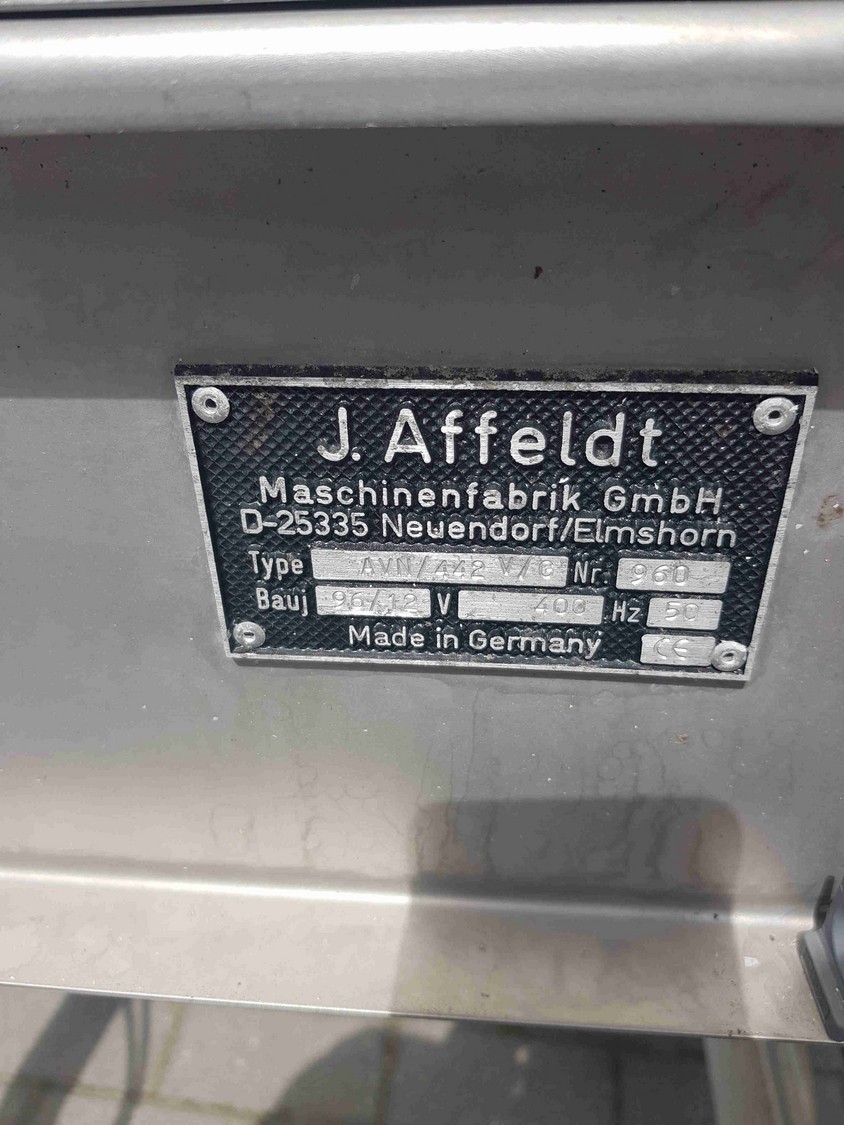 J. Affeldt
Maschinenfabrik GmbH
D-25335 Neuendorf/Elmshorn
Type AVN/442 V/G Nr. 960
Bauj 96/12 V 400 Hz 50
Made in Germany CE